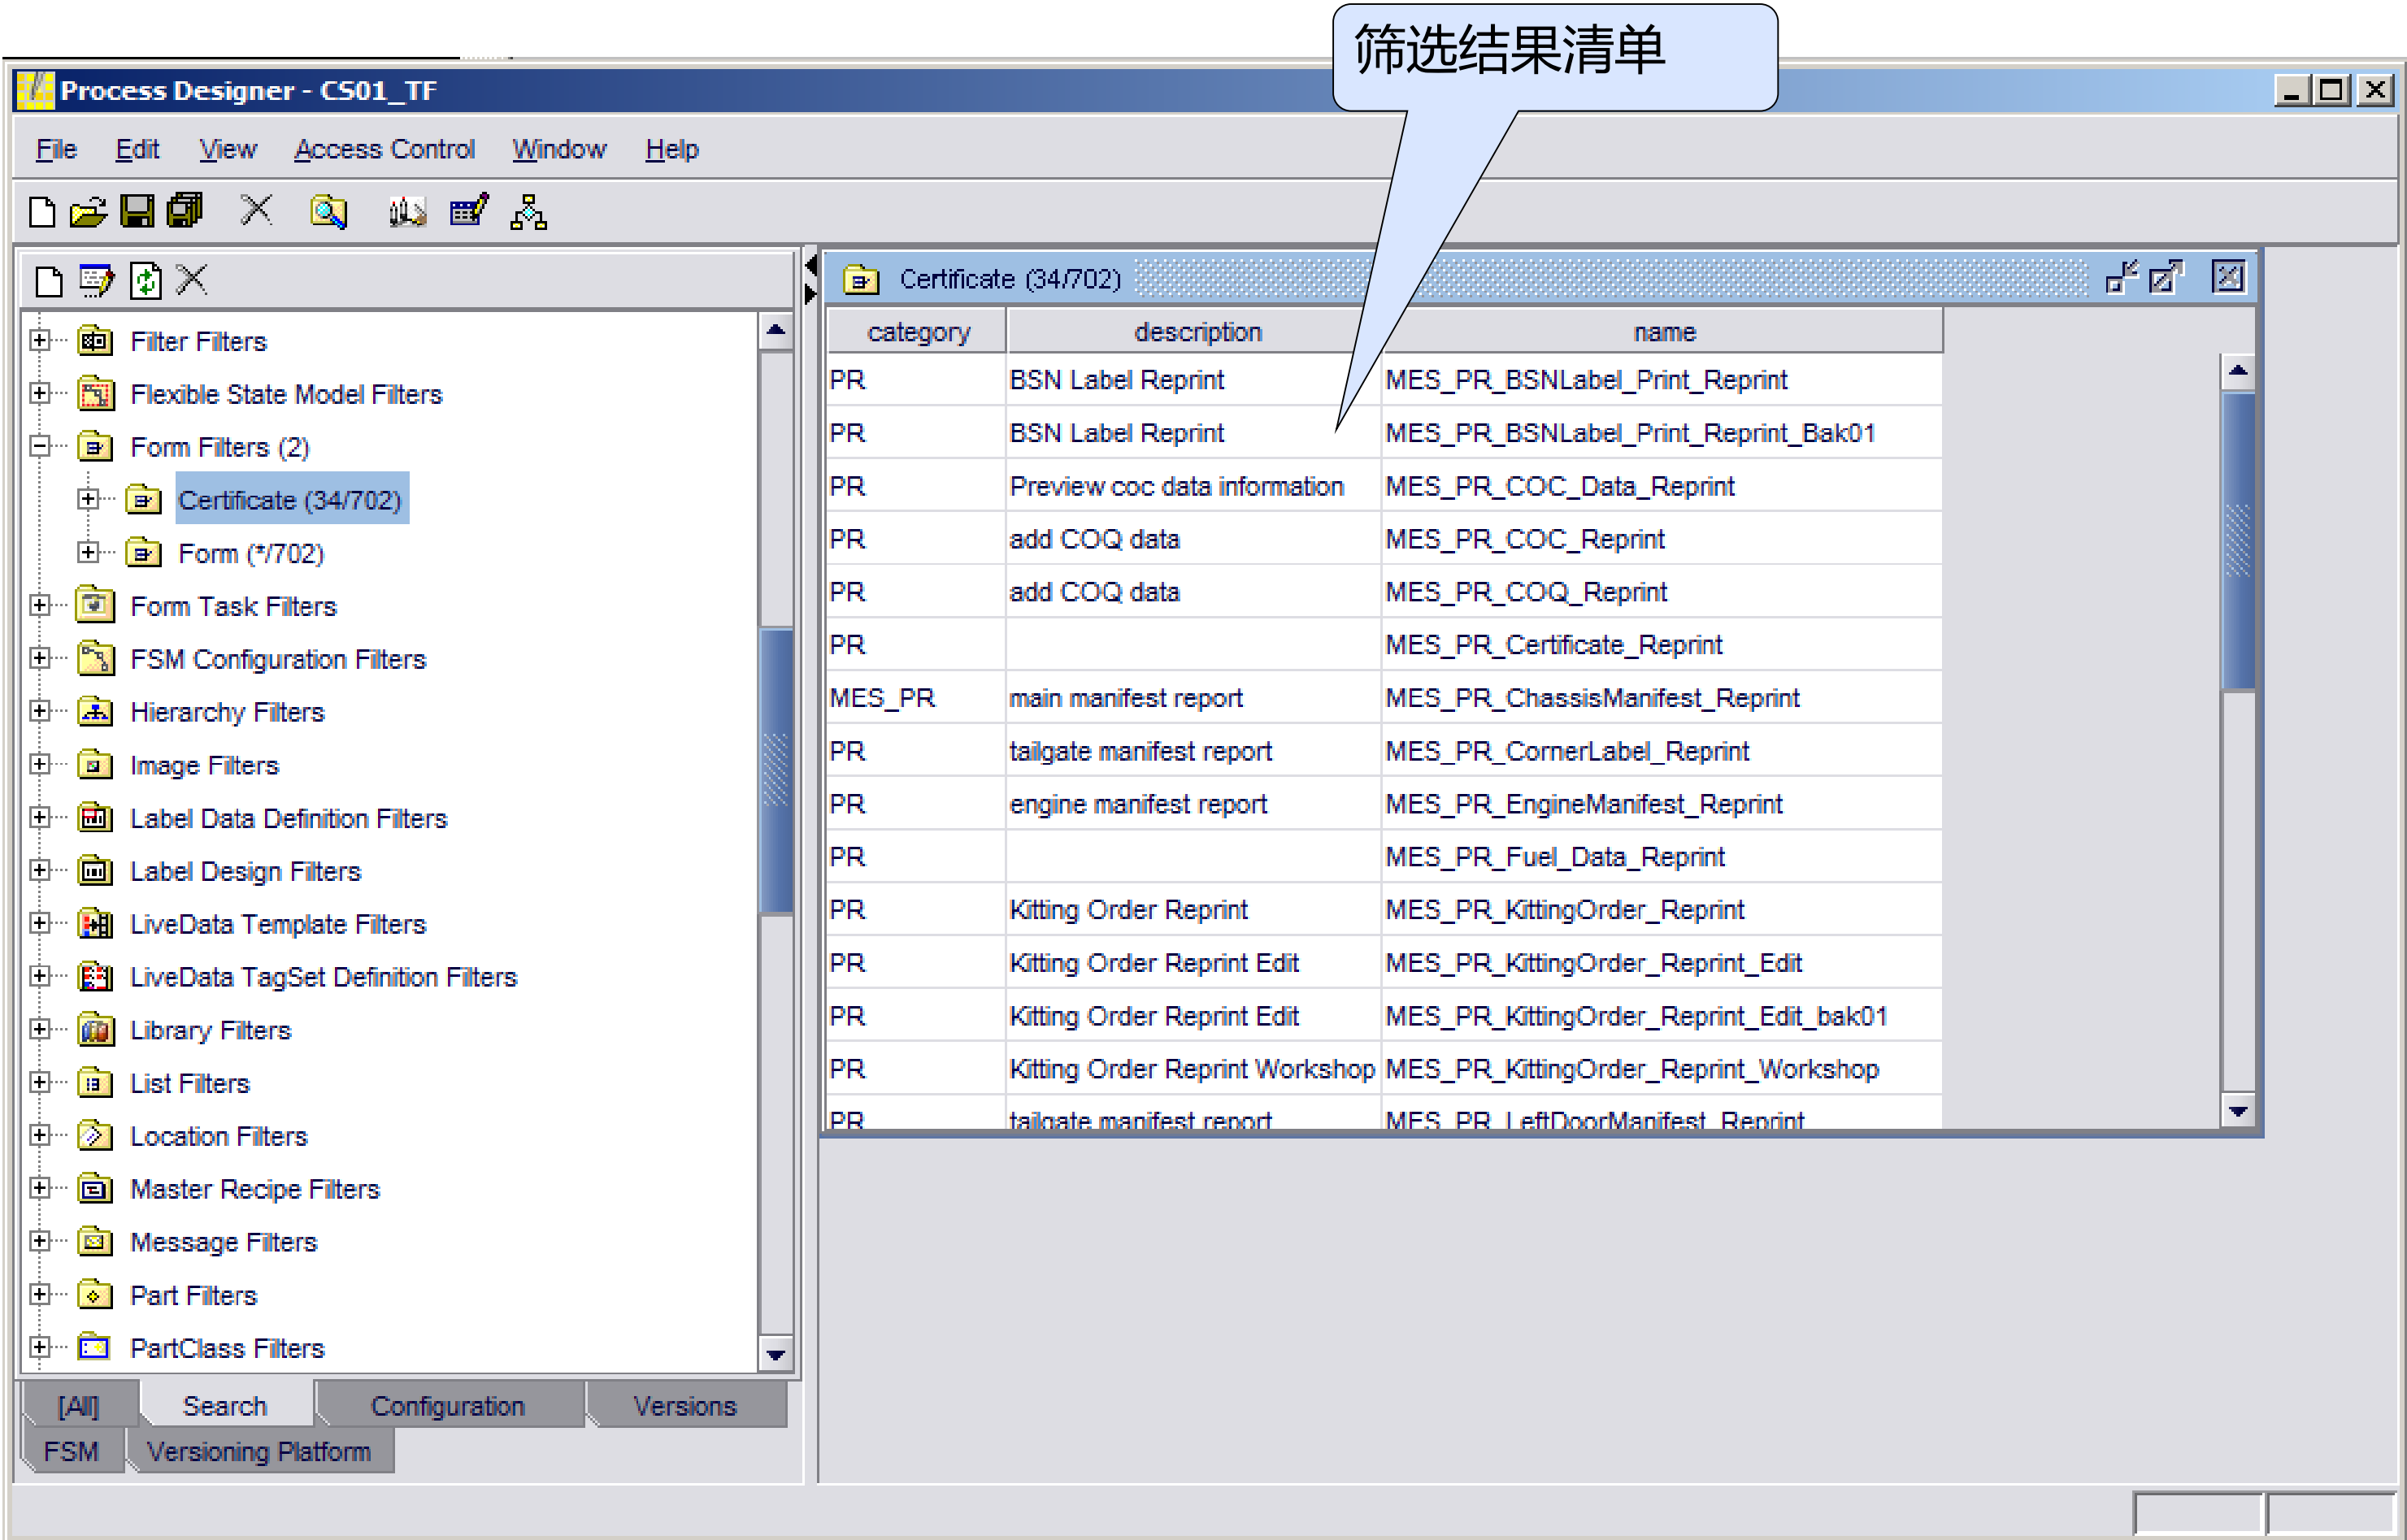 筛选结果清单
Process Designer - CS01_TF
File Edit View Access Control Window Help
Filter Filters
Flexible State Model Filters
Form Filters (2)
Certificate (34/702)
Form (*/702)
Form Task Filters
FSM Configuration Filters
Hierarchy Filters
Image Filters
Label Data Definition Filters
Label Design Filters
LiveData Template Filters
LiveData TagSet Definition Filters
Library Filters
List Filters
Location Filters
Master Recipe Filters
Message Filters
Part Filters
PartClass Filters
[All] Search Configuration Versions
FSM Versioning Platform
Certificate (34/702)
category description name
PR BSN Label Reprint MES_PR_BSNLabel_Print_Reprint
PR BSN Label Reprint MES_PR_BSNLabel_Print_Reprint_Bak01
PR Preview coc data information MES_PR_COC_Data_Reprint
PR add COQ data MES_PR_COC_Reprint
PR add COQ data MES_PR_COQ_Reprint
PR MES_PR_Certificate_Reprint
MES_PR main manifest report MES_PR_ChassisManifest_Reprint
PR tailgate manifest report MES_PR_CornerLabel_Reprint
PR engine manifest report MES_PR_EngineManifest_Reprint
PR MES_PR_Fuel_Data_Reprint
PR Kitting Order Reprint MES_PR_KittingOrder_Reprint
PR Kitting Order Reprint Edit MES_PR_KittingOrder_Reprint_Edit
PR Kitting Order Reprint Edit MES_PR_KittingOrder_Reprint_Edit_bak01
PR Kitting Order Reprint Workshop MES_PR_KittingOrder_Reprint_Workshop
PR tailgate manifest report MES_PR_LeftDoorManifest_Reprint